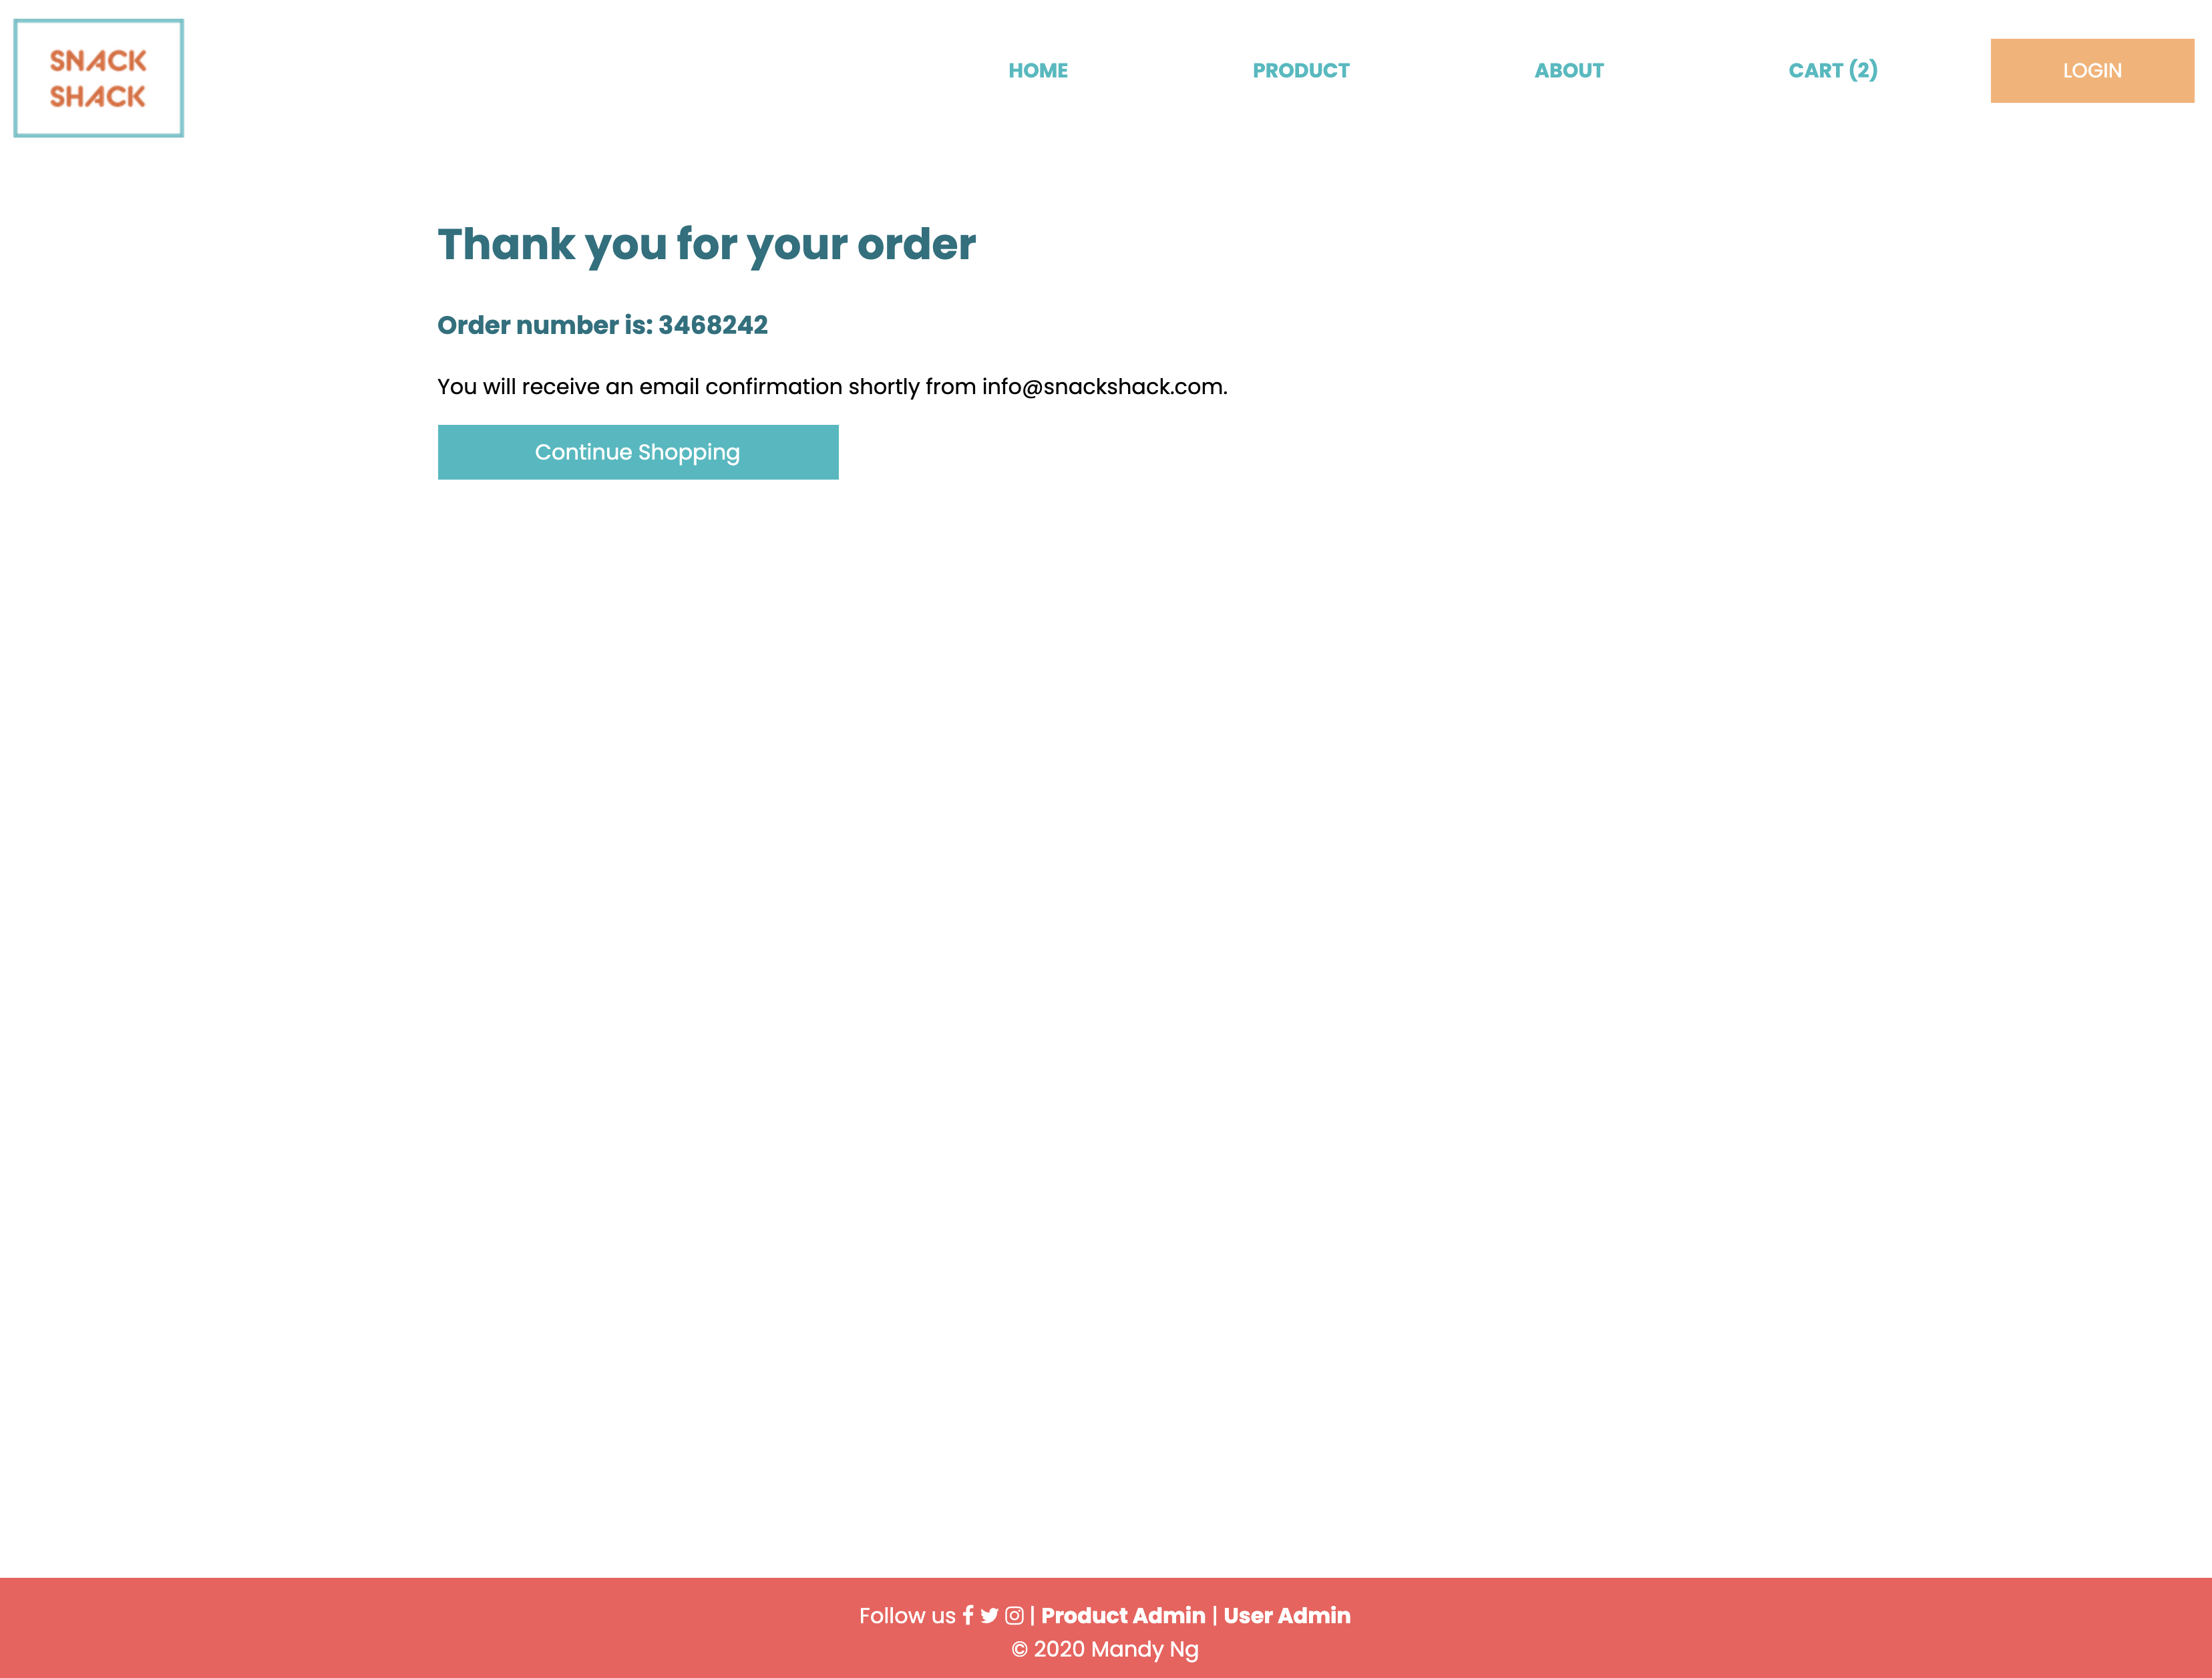 SNACK
SHACK
HOME PRODUCT ABOUT CART (2) LOGIN
Thank you for your order
Order number is: 3468242
You will receive an email confirmation shortly from info@snackshack.com.
Continue Shopping
Follow us | Product Admin | User Admin
© 2020 Mandy Ng